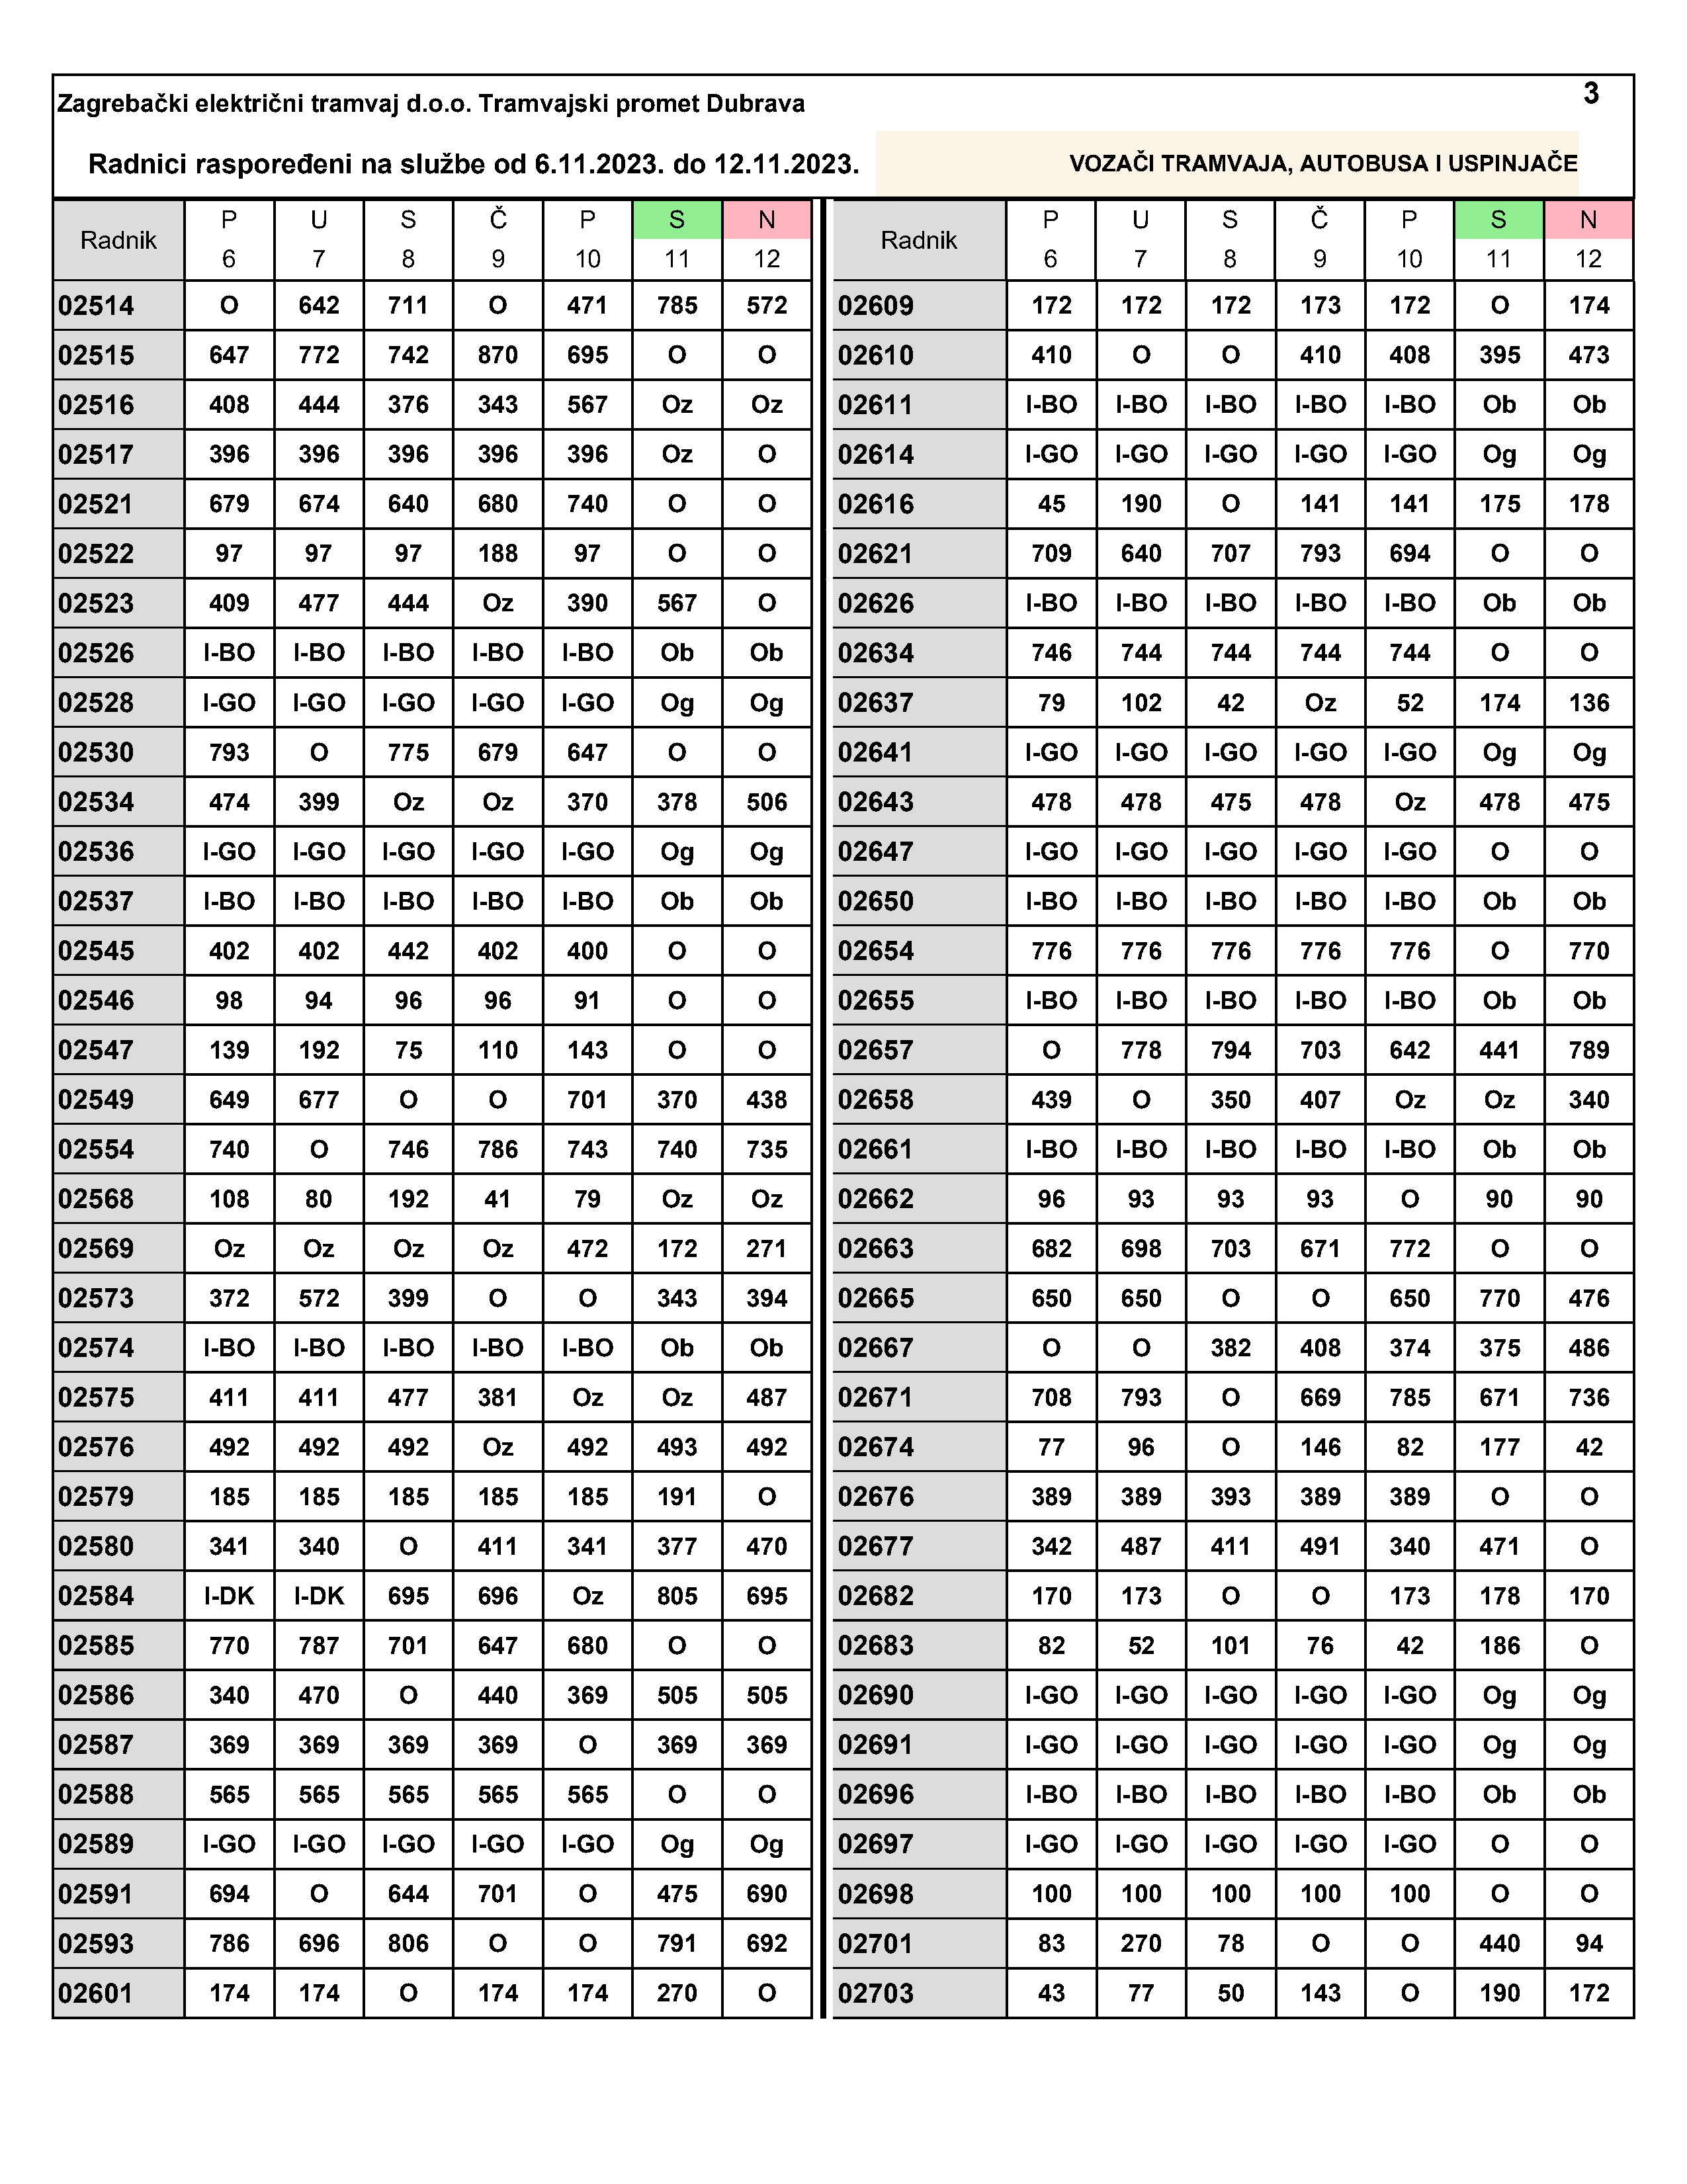 3
Zagrebački električni tramvaj d.o.o. Tramvajski promet Dubrava
Radnici raspoređeni na službe od 6.11.2023. do 12.11.2023. VOZAČI TRAMVAJA, AUTOBUSA I USPINJAČE
Radnik P U S Č P S N Radnik P U S Č P S N
6 7 8 9 10 11 12 6 7 8 9 10 11 12
02514 O 642 711 O 471 785 572 02609 172 172 172 173 172 O 174
02515 647 772 742 870 695 O O 02610 410 O O 410 408 395 473
02516 408 444 376 343 567 Oz Oz 02611 I-BO I-BO I-BO I-BO I-BO Ob Ob
02517 396 396 396 396 396 Oz O 02614 I-GO I-GO I-GO I-GO I-GO Og Og
02521 679 674 640 680 740 O O 02616 45 190 O 141 141 175 178
02522 97 97 97 188 97 O O 02621 709 640 707 793 694 O O
02523 409 477 444 Oz 390 567 O 02626 I-BO I-BO I-BO I-BO I-BO Ob Ob
02526 I-BO I-BO I-BO I-BO I-BO Ob Ob 02634 746 744 744 744 744 O O
02528 I-GO I-GO I-GO I-GO I-GO Og Og 02637 79 102 42 Oz 52 174 136
02530 793 O 775 679 647 O O 02641 I-GO I-GO I-GO I-GO I-GO Og Og
02534 474 399 Oz Oz 370 378 506 02643 478 478 475 478 Oz 478 475
02536 I-GO I-GO I-GO I-GO I-GO Og Og 02647 I-GO I-GO I-GO I-GO I-GO O O
02537 I-BO I-BO I-BO I-BO I-BO Ob Ob 02650 I-BO I-BO I-BO I-BO I-BO Ob Ob
02545 402 402 442 402 400 O O 02654 776 776 776 776 776 O 770
02546 98 94 96 96 91 O O 02655 I-BO I-BO I-BO I-BO I-BO Ob Ob
02547 139 192 75 110 143 O O 02657 O 778 794 703 642 441 789
02549 649 677 O O 701 370 438 02658 439 O 350 407 Oz Oz 340
02554 740 O 746 786 743 740 735 02661 I-BO I-BO I-BO I-BO I-BO Ob Ob
02568 108 80 192 41 79 Oz Oz 02662 96 93 93 93 O 90 90
02569 Oz Oz Oz Oz 472 172 271 02663 682 698 703 671 772 O O
02573 372 572 399 O O 343 394 02665 650 650 O O 650 770 476
02574 I-BO I-BO I-BO I-BO I-BO Ob Ob 02667 O O 382 408 374 375 486
02575 411 411 477 381 Oz Oz 487 02671 708 793 O 669 785 671 736
02576 492 492 492 Oz 492 493 492 02674 77 96 O 146 82 177 42
02579 185 185 185 185 185 191 O 02676 389 389 393 389 389 O O
02580 341 340 O 411 341 377 470 02677 342 487 411 491 340 471 O
02584 I-DK I-DK 695 696 Oz 805 695 02682 170 173 O O 173 178 170
02585 770 787 701 647 680 O O 02683 82 52 101 76 42 186 O
02586 340 470 O 440 369 505 505 02690 I-GO I-GO I-GO I-GO I-GO Og Og
02587 369 369 369 369 O 369 369 02691 I-GO I-GO I-GO I-GO I-GO Og Og
02588 565 565 565 565 565 O O 02696 I-BO I-BO I-BO I-BO I-BO Ob Ob
02589 I-GO I-GO I-GO I-GO I-GO Og Og 02697 I-GO I-GO I-GO I-GO I-GO O O
02591 694 O 644 701 O 475 690 02698 100 100 100 100 100 O O
02593 786 696 806 O O 791 692 02701 83 270 78 O O 440 94
02601 174 174 O 174 174 270 O 02703 43 77 50 143 O 190 172